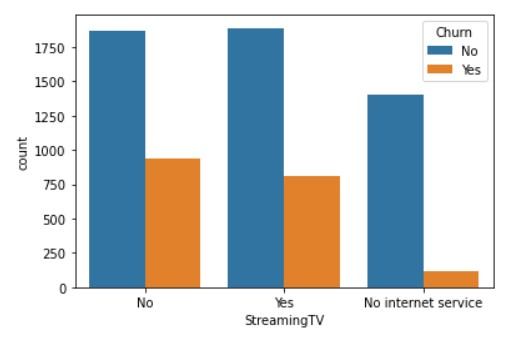 Churn
No
Yes
1750
1500
1250
1000
750
500
250
0
count
No
Yes
No internet service
StreamingTV